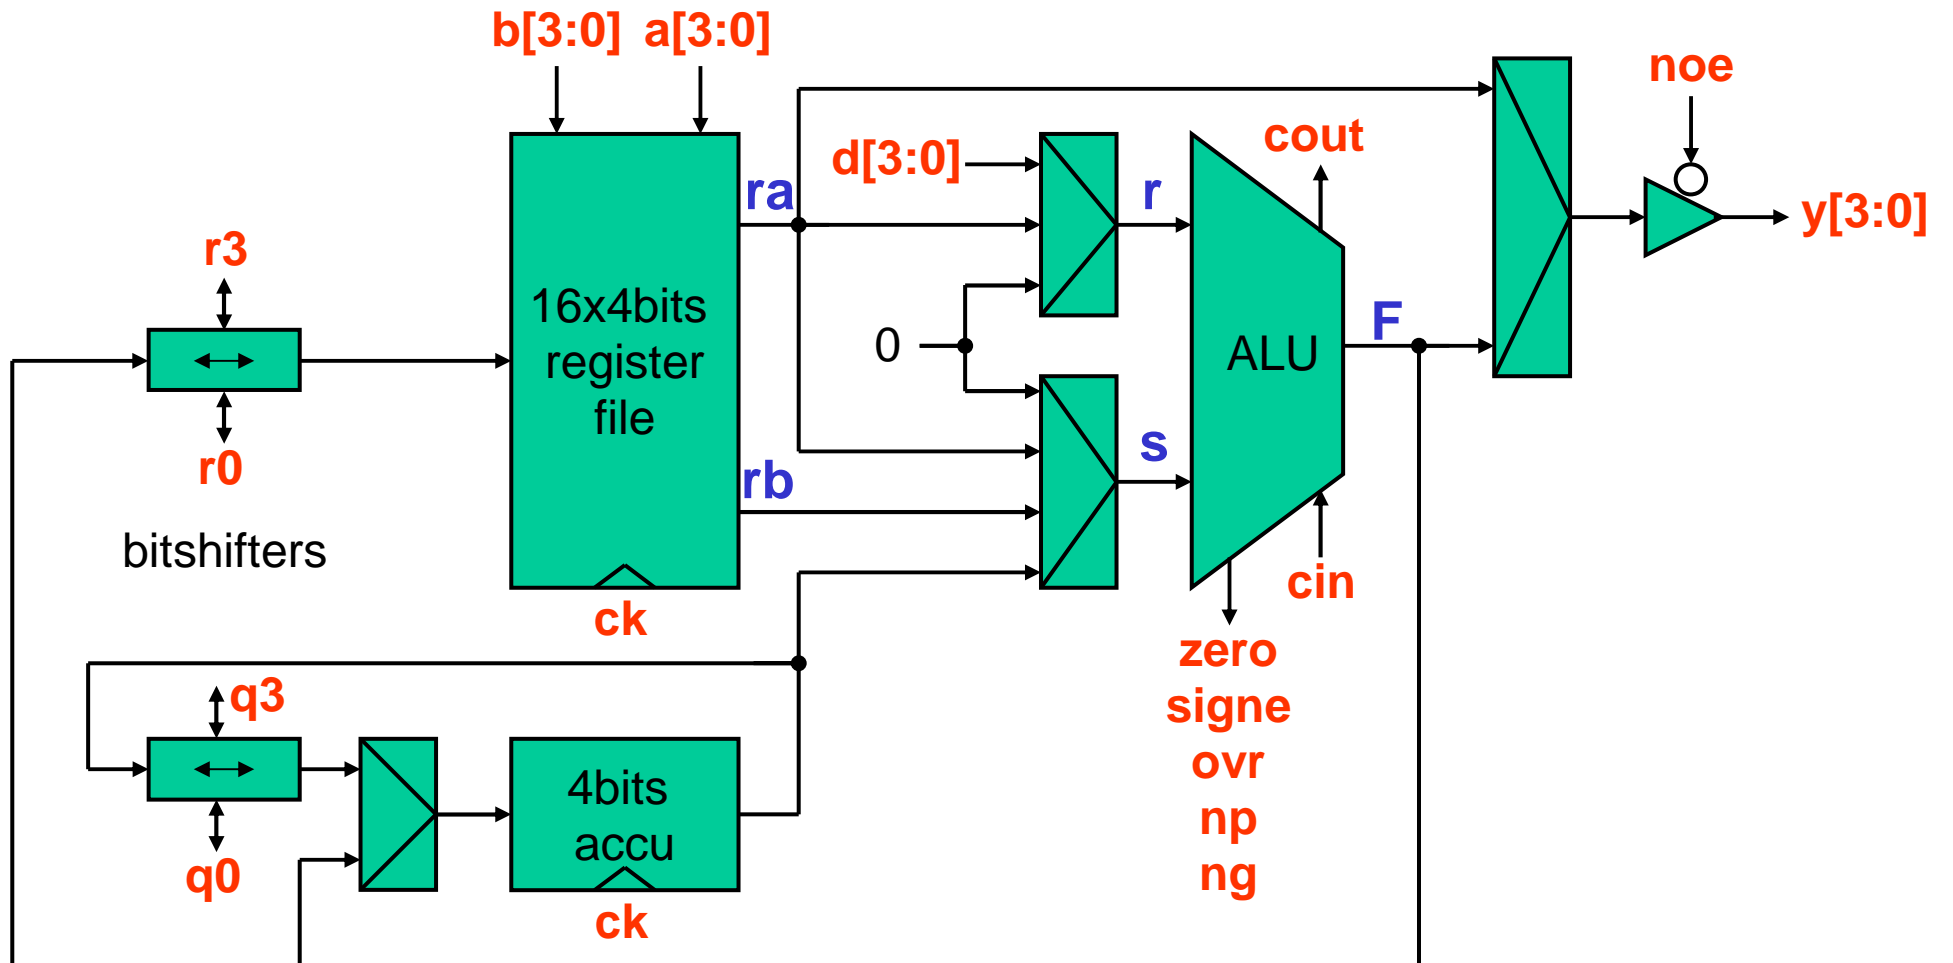 b[3:0] a[3:0]
noe
cout
d[3:0]
ra
r
y[3:0]
r3
16x4bits
register
file
F
0
ALU
r0
rb
s
bitshifters
cin
ck
zero
signe
ovr
np
ng
q3
4bits
accu
q0
ck